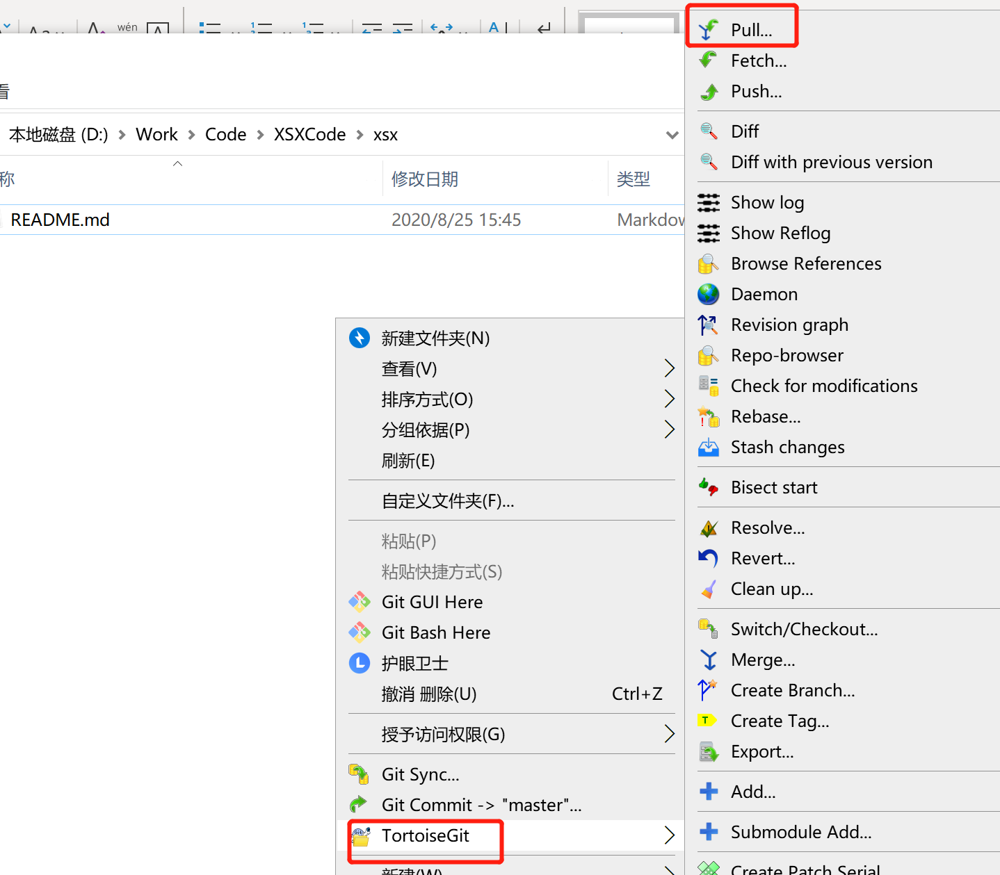 wén A
看
本地磁盘 (D:) > Work > Code > XSXCode > xsx
称 修改日期 类型
README.md 2020/8/25 15:45 Markdow
新建文件夹(N)
查看(V)
排序方式(O)
分组依据(P)
刷新(E)
自定义文件夹(F)...
粘贴(P)
粘贴快捷方式(S)
Git GUI Here
Git Bash Here
护眼卫士
撤消 删除(U) Ctrl+Z
授予访问权限(G)
Git Sync...
Git Commit -> "master"...
TortoiseGit
新建(W)
Pull...
Fetch...
Push...
Diff
Diff with previous version
Show log
Show Reflog
Browse References
Daemon
Revision graph
Repo-browser
Check for modifications
Rebase...
Stash changes
Bisect start
Resolve...
Revert...
Clean up...
Switch/Checkout...
Merge...
Create Branch...
Create Tag...
Export...
Add...
Submodule Add...
Create Patch Serial